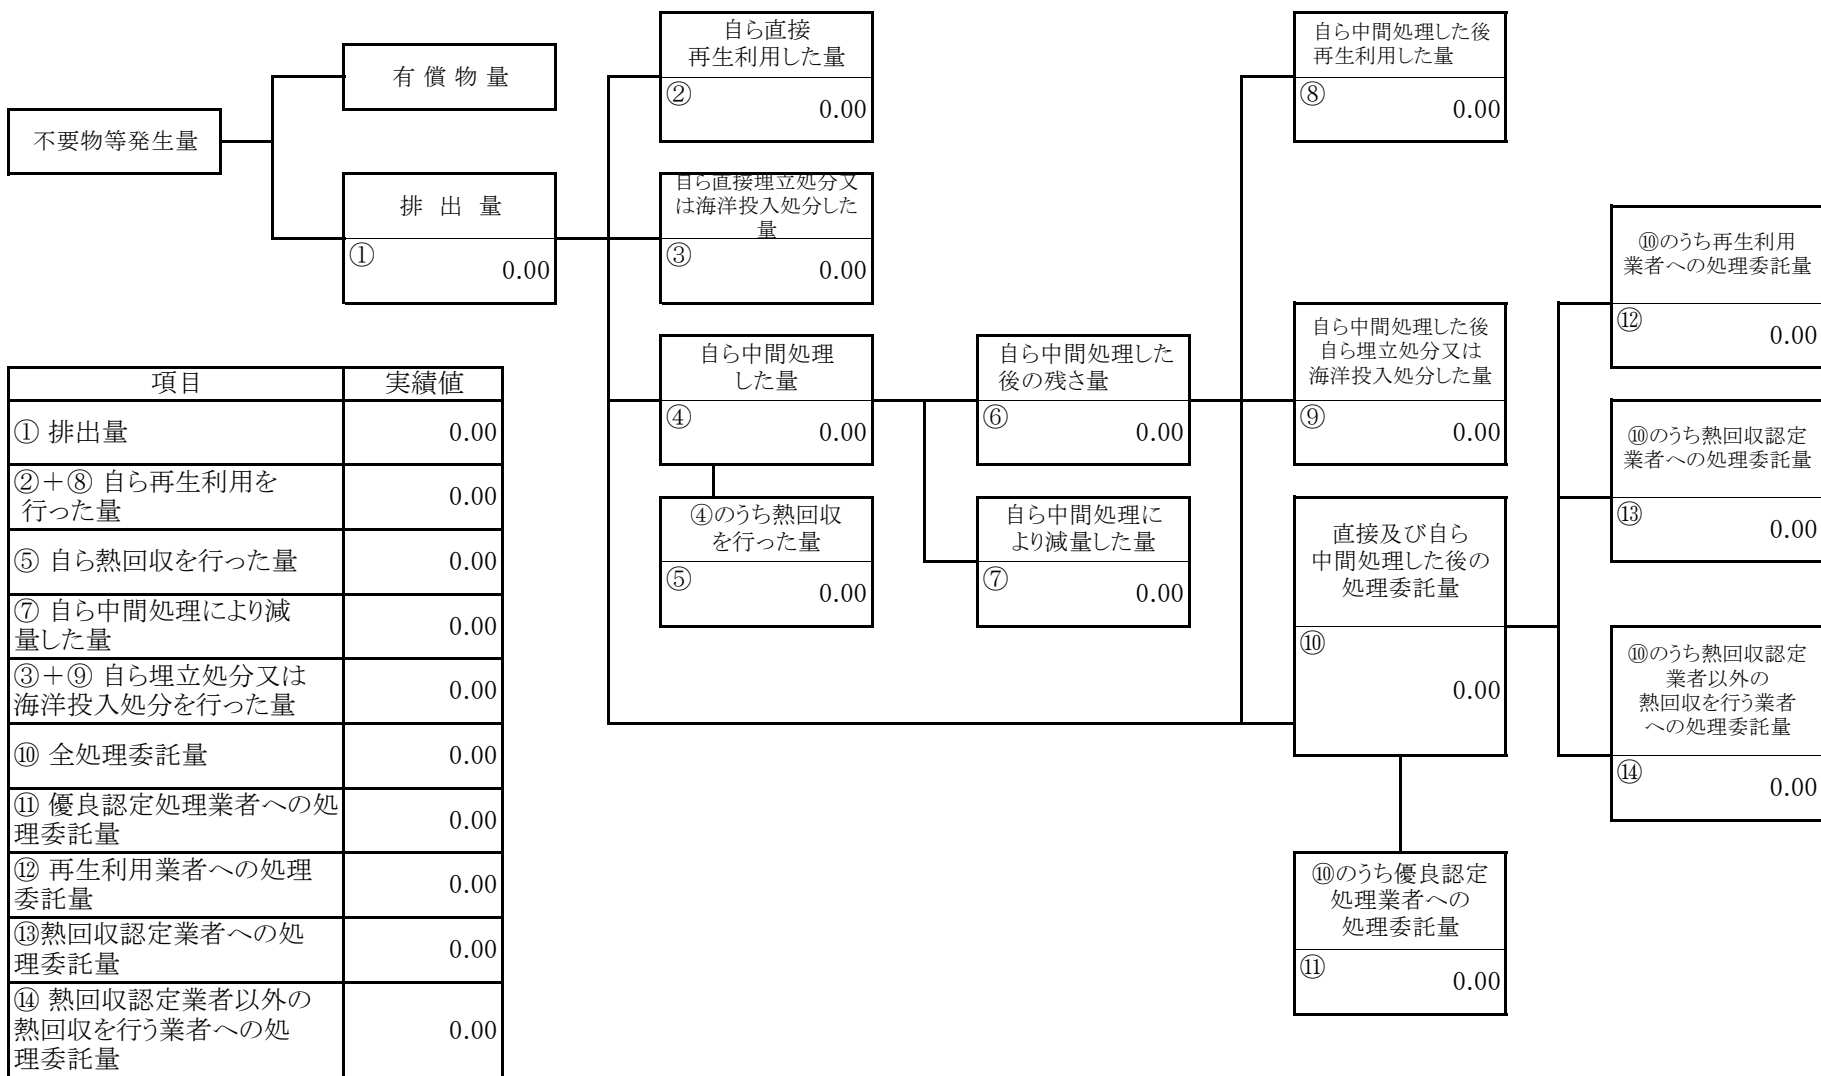 不要物等発生量
有 償 物 量
排 出 量
①
0.00
自ら直接
再生利用した量
②
0.00
自ら直接埋立処分又
は海洋投入処分した
量
③
0.00
自ら中間処理
した量
④
0.00
④のうち熱回収
を行った量
⑤
0.00
自ら中間処理した
後の残さ量
⑥
0.00
自ら中間処理に
より減量した量
⑦
0.00
自ら中間処理した後
再生利用した量
⑧
0.00
自ら中間処理した後
自ら埋立処分又は
海洋投入処分した量
⑨
0.00
直接及び自ら
中間処理した後の
処理委託量
⑩
0.00
⑩のうち優良認定
処理業者への
処理委託量
⑪
0.00
⑩のうち再生利用
業者への処理委託量
⑫
0.00
⑩のうち熱回収認定
業者への処理委託量
⑬
0.00
⑩のうち熱回収認定
業者以外の
熱回収を行う業者
への処理委託量
⑭
0.00
項目 実績値
① 排出量 0.00
②＋⑧ 自ら再生利用を
行った量 0.00
⑤ 自ら熱回収を行った量 0.00
⑦ 自ら中間処理により減
量した量 0.00
③＋⑨ 自ら埋立処分又は
海洋投入処分を行った量 0.00
⑩ 全処理委託量 0.00
⑪ 優良認定処理業者への処
理委託量 0.00
⑫ 再生利用業者への処理
委託量 0.00
⑬熱回収認定業者への処
理委託量 0.00
⑭ 熱回収認定業者以外の
熱回収を行う業者への処
理委託量 0.00